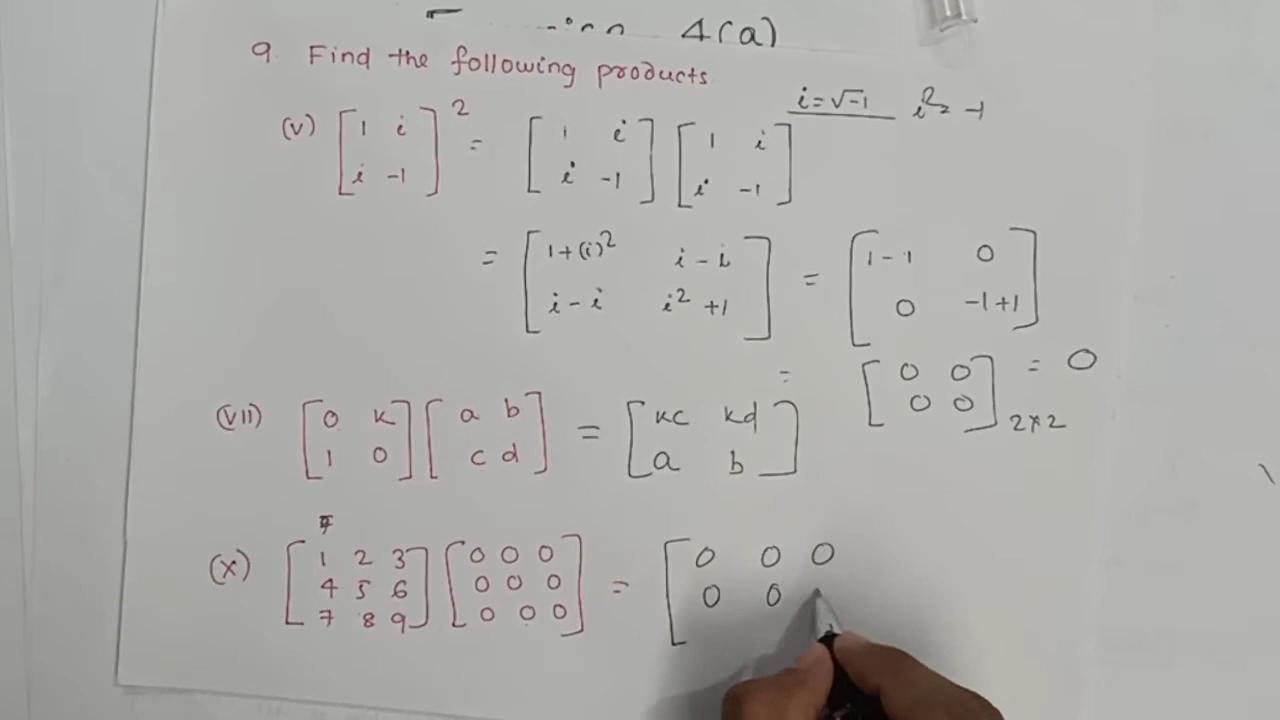 4(a)
9. Find the following products
i=√-1 i²= -1
(v) [1 i; i -1]² = [1 i; i -1] [1 i; i -1]
= [1+(i)² i-i; i-i i²+1] = [1-1 0; 0 -1+1]
= [0 0; 0 0]2×2 = 0
(vii) [0 k; 1 0] [a b; c d] = [kc kd; a b]
(x) [1 2 3; 4 5 6; 7 8 9] [0 0 0; 0 0 0; 0 0 0] = [0 0 0; 0 0